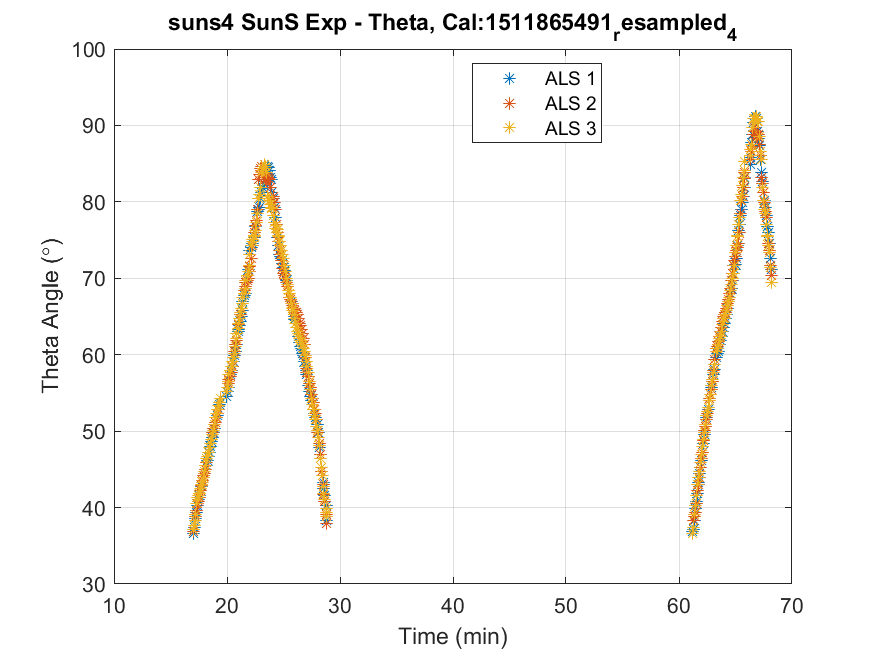 suns4 SunS Exp - Theta, Cal:1511865491resampled4
100
90
80
70
60
50
40
30
Theta Angle (°)
ALS 1
ALS 2
ALS 3
10 20 30 40 50 60 70
Time (min)